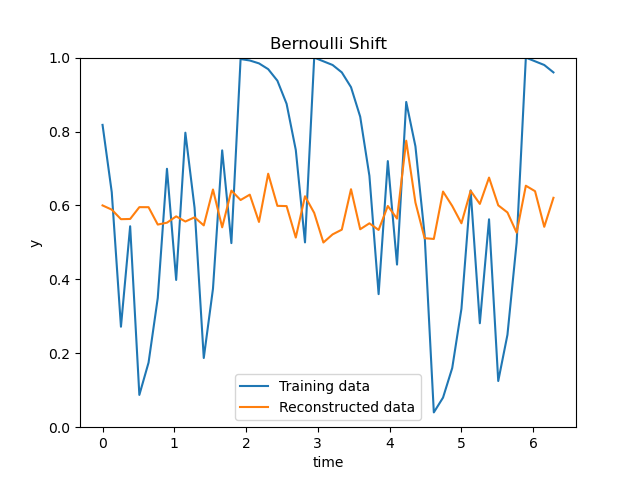 Bernoulli Shift
y
1.0
0.8
0.6
0.4
0.2
0.0
Training data
Reconstructed data
0 1 2 3 4 5 6
time